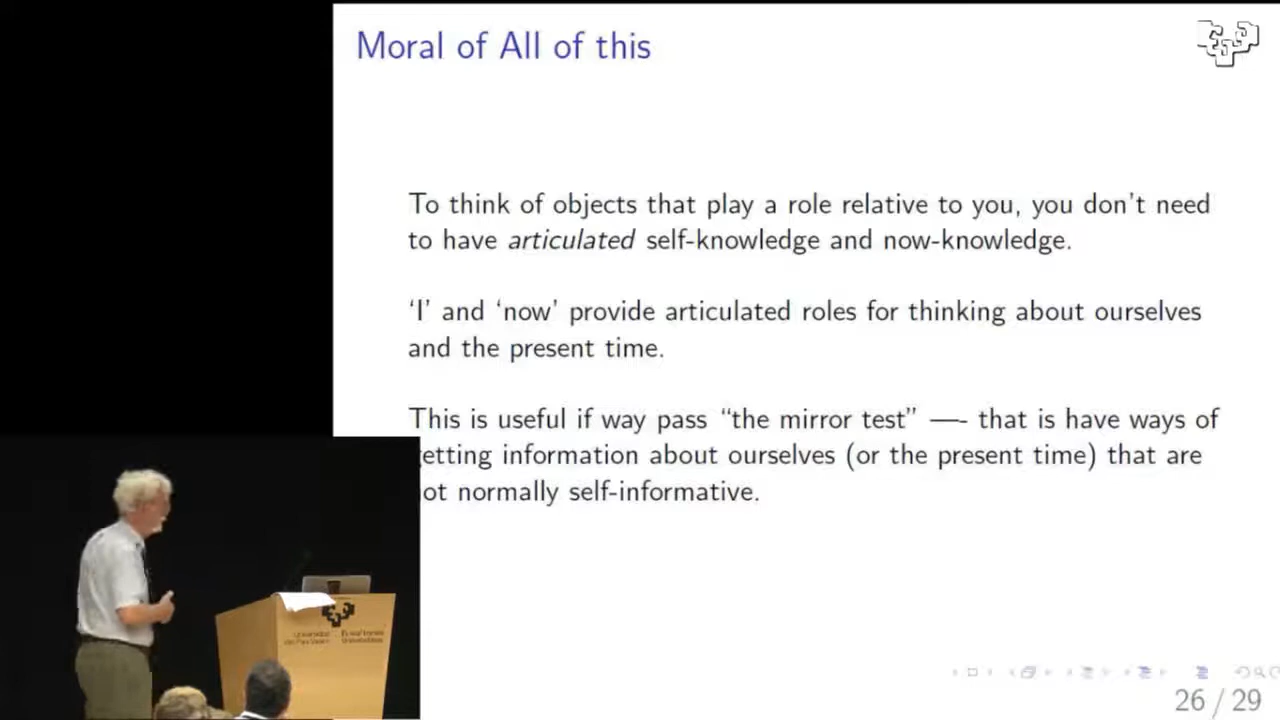 Moral of All of this
To think of objects that play a role relative to you, you don't need
to have articulated self-knowledge and now-knowledge.
'I' and 'now' provide articulated roles for thinking about ourselves
and the present time.
This is useful if way pass “the mirror test” —- that is have ways of
etting information about ourselves (or the present time) that are
ot normally self-informative.
26 / 29